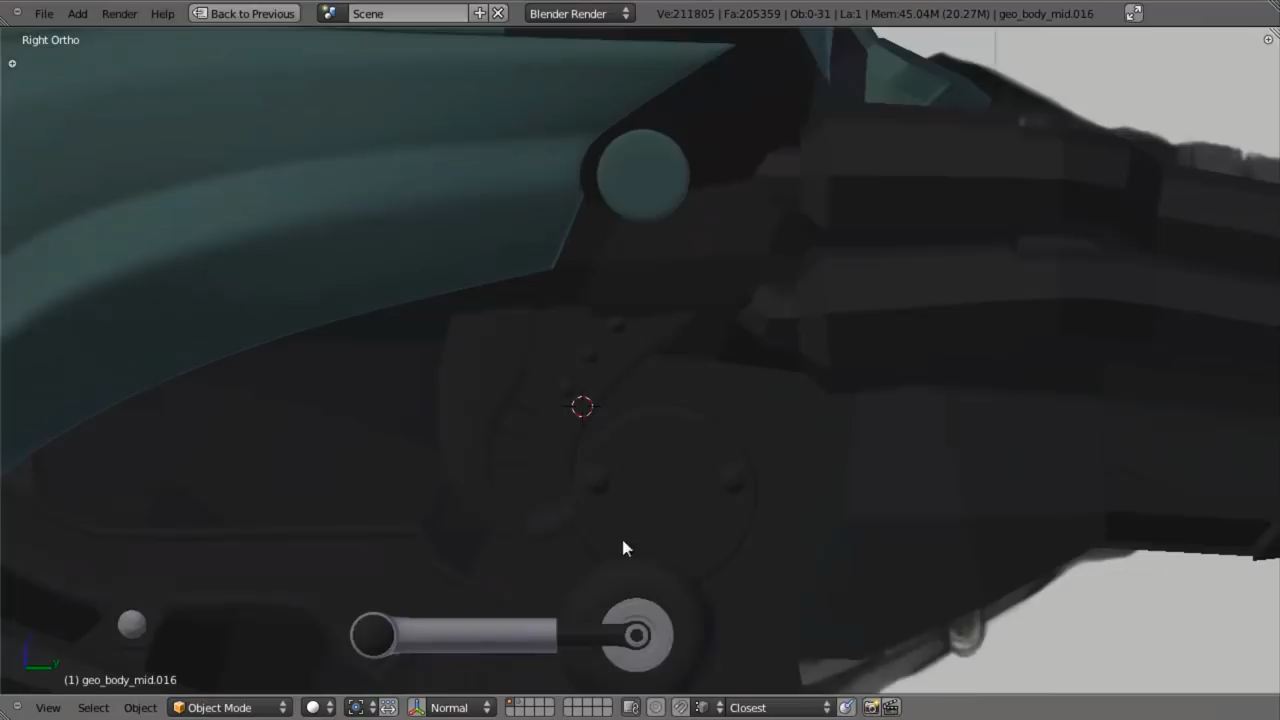 File Add Render Help Back to Previous Scene Blender Render Ve:211805 | Fa:205359 | Ob:0-31 | La:1 | Mem:45.04M (20.27M) | geo_body_mid.016
Right Ortho
y
(1) geo_body_mid.016
View Select Object Object Mode Normal Closest